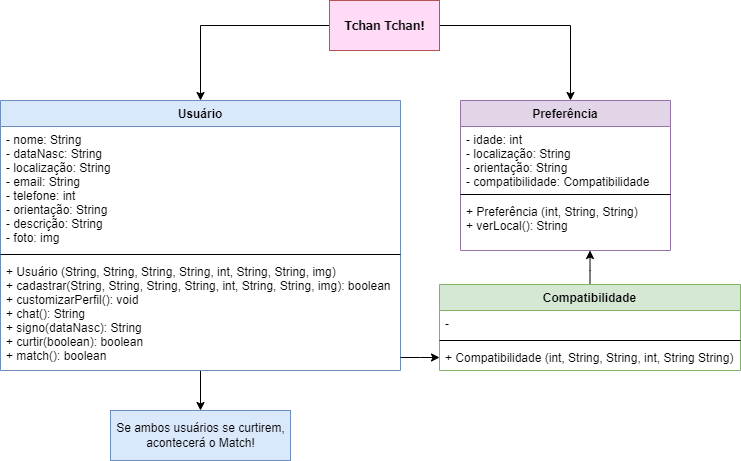 Tchan Tchan!
Usuário
- nome: String
- dataNasc: String
- localização: String
- email: String
- telefone: int
- orientação: String
- descrição: String
- foto: img
+ Usuário (String, String, String, String, int, String, String, img)
+ cadastrar(String, String, String, String, int, String, String, img): boolean
+ customizarPerfil(): void
+ chat(): String
+ signo(dataNasc): String
+ curtir(boolean): boolean
+ match(): boolean
Preferência
- idade: int
- localização: String
- orientação: String
- compatibilidade: Compatibilidade
+ Preferência (int, String, String)
+ verLocal(): String
Compatibilidade
-
+ Compatibilidade (int, String, String, int, String String)
Se ambos usuários se curtirem,
acontecerá o Match!